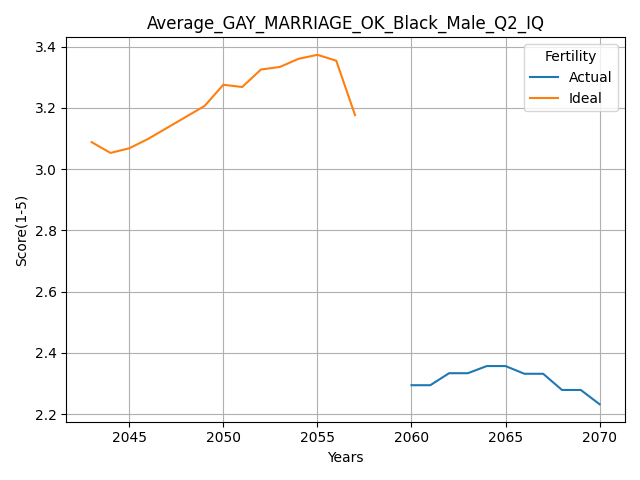 Average_GAY_MARRIAGE_OK_Black_Male_Q2_IQ
Fertility
Actual
Ideal
Score(1-5)
3.4
3.2
3.0
2.8
2.6
2.4
2.2
2045 2050 2055 2060 2065 2070
Years